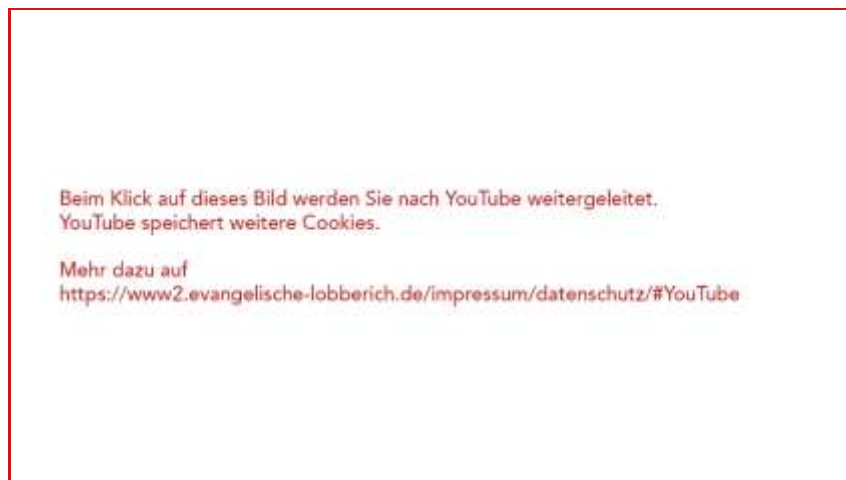 Beim Klick auf dieses Bild werden Sie nach YouTube weitergeleitet.
YouTube speichert weitere Cookies.
Mehr dazu auf
https://www2.evangelische-lobberich.de/impressum/datenschutz/#YouTube